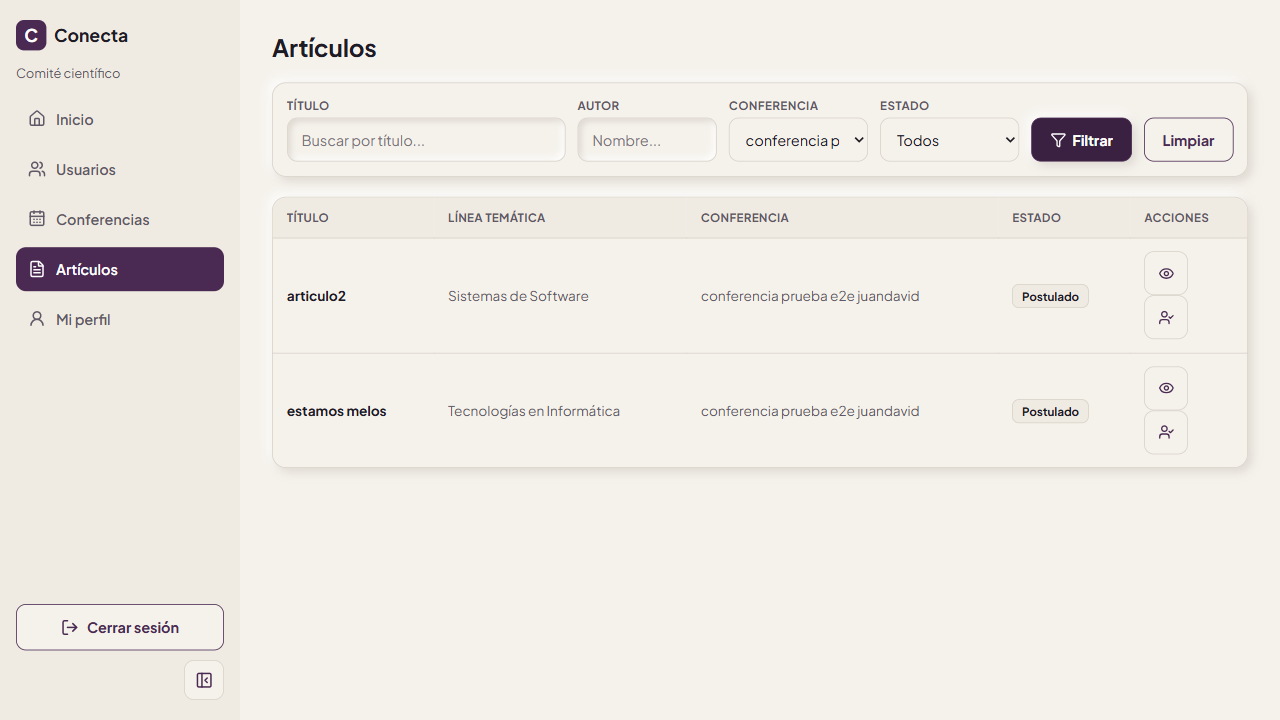 C Conecta
Comité científico
Inicio
Usuarios
Conferencias
Artículos
Mi perfil
Cerrar sesión
Artículos
TÍTULO AUTOR CONFERENCIA ESTADO
Buscar por título... Nombre... conferencia p Todos Filtrar Limpiar
TÍTULO LÍNEA TEMÁTICA CONFERENCIA ESTADO ACCIONES
articulo2 Sistemas de Software conferencia prueba e2e juandavid Postulado
estamos melos Tecnologías en Informática conferencia prueba e2e juandavid Postulado